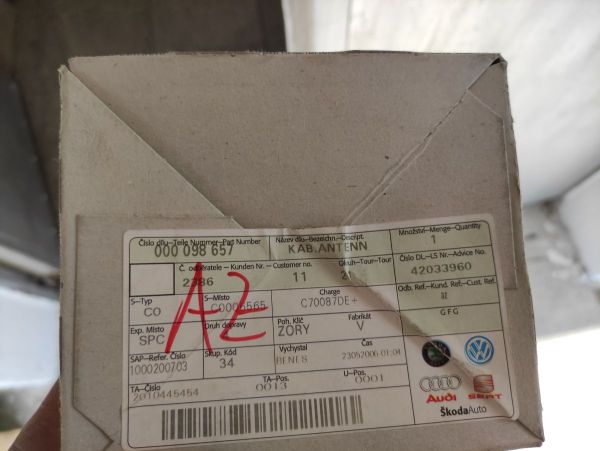 Číslo dílu–Teile Nummer–Part Number
000 098 657
Název dílu–Bezeichn.–Descript.
KAB.ANTENN
Množství–Menge–Quantity
1
Č. odběratele – Kunden Nr. – Customer no.
2786 11
Okruh–Tour–Tour
Číslo DL–LS Nr–Advice No.
42033960
S–Typ
CO
S–Místo
Charge
C70087DE +
Odb. Ref.–Kund. Ref.–Cust. Ref.
GFG
Exp. Místo
SPC
Druh dopravy
Poh. Klíč
ZORY
Fabrikát
V
SAP–Refer. Číslo
1000200703
Skup. Kód
34
Vychystal
BENES
23052006 01:04
TA–Číslo
2010445454
TA–Pos.
0013
U–Pos.
0001
A2
Audi
SEAT
ŠkodaAuto